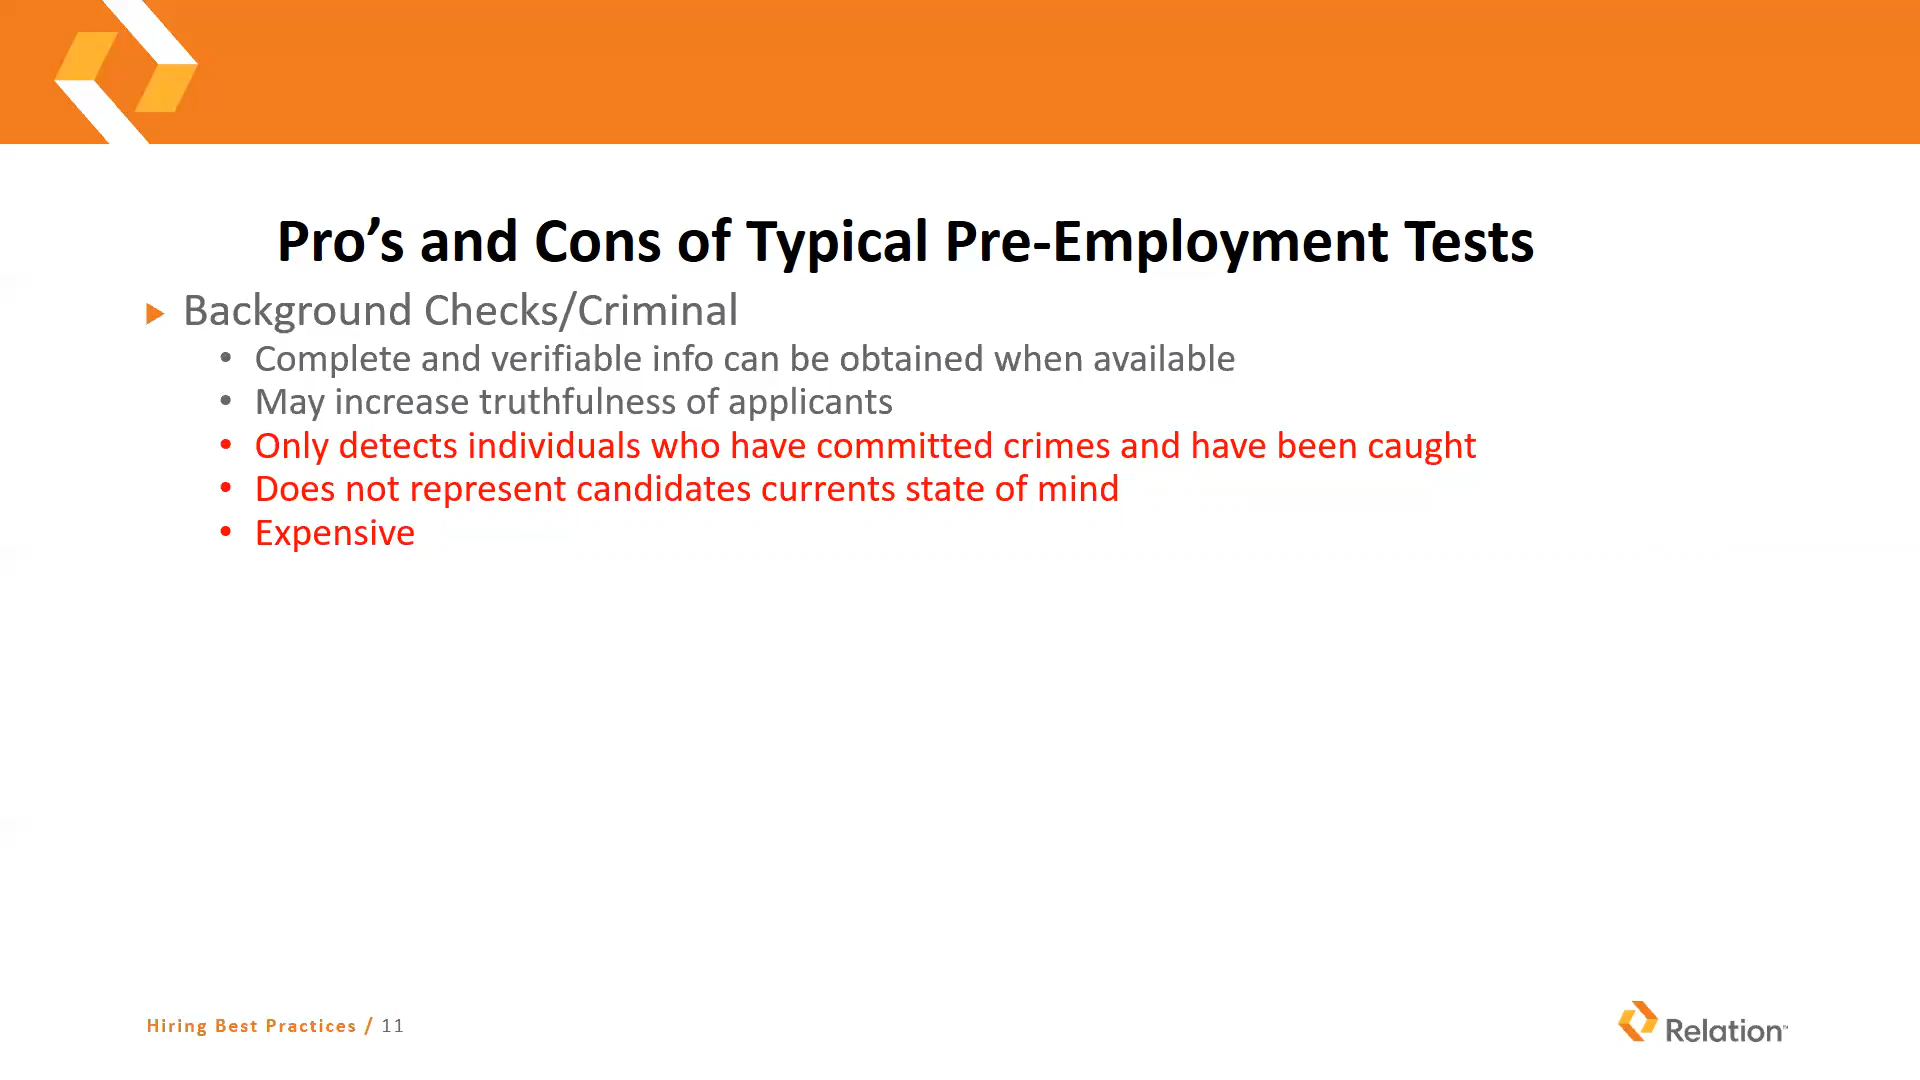 Pro’s and Cons of Typical Pre-Employment Tests
Background Checks/Criminal
• Complete and verifiable info can be obtained when available
• May increase truthfulness of applicants
• Only detects individuals who have committed crimes and have been caught
• Does not represent candidates currents state of mind
• Expensive
Hiring Best Practices / 11
Relation